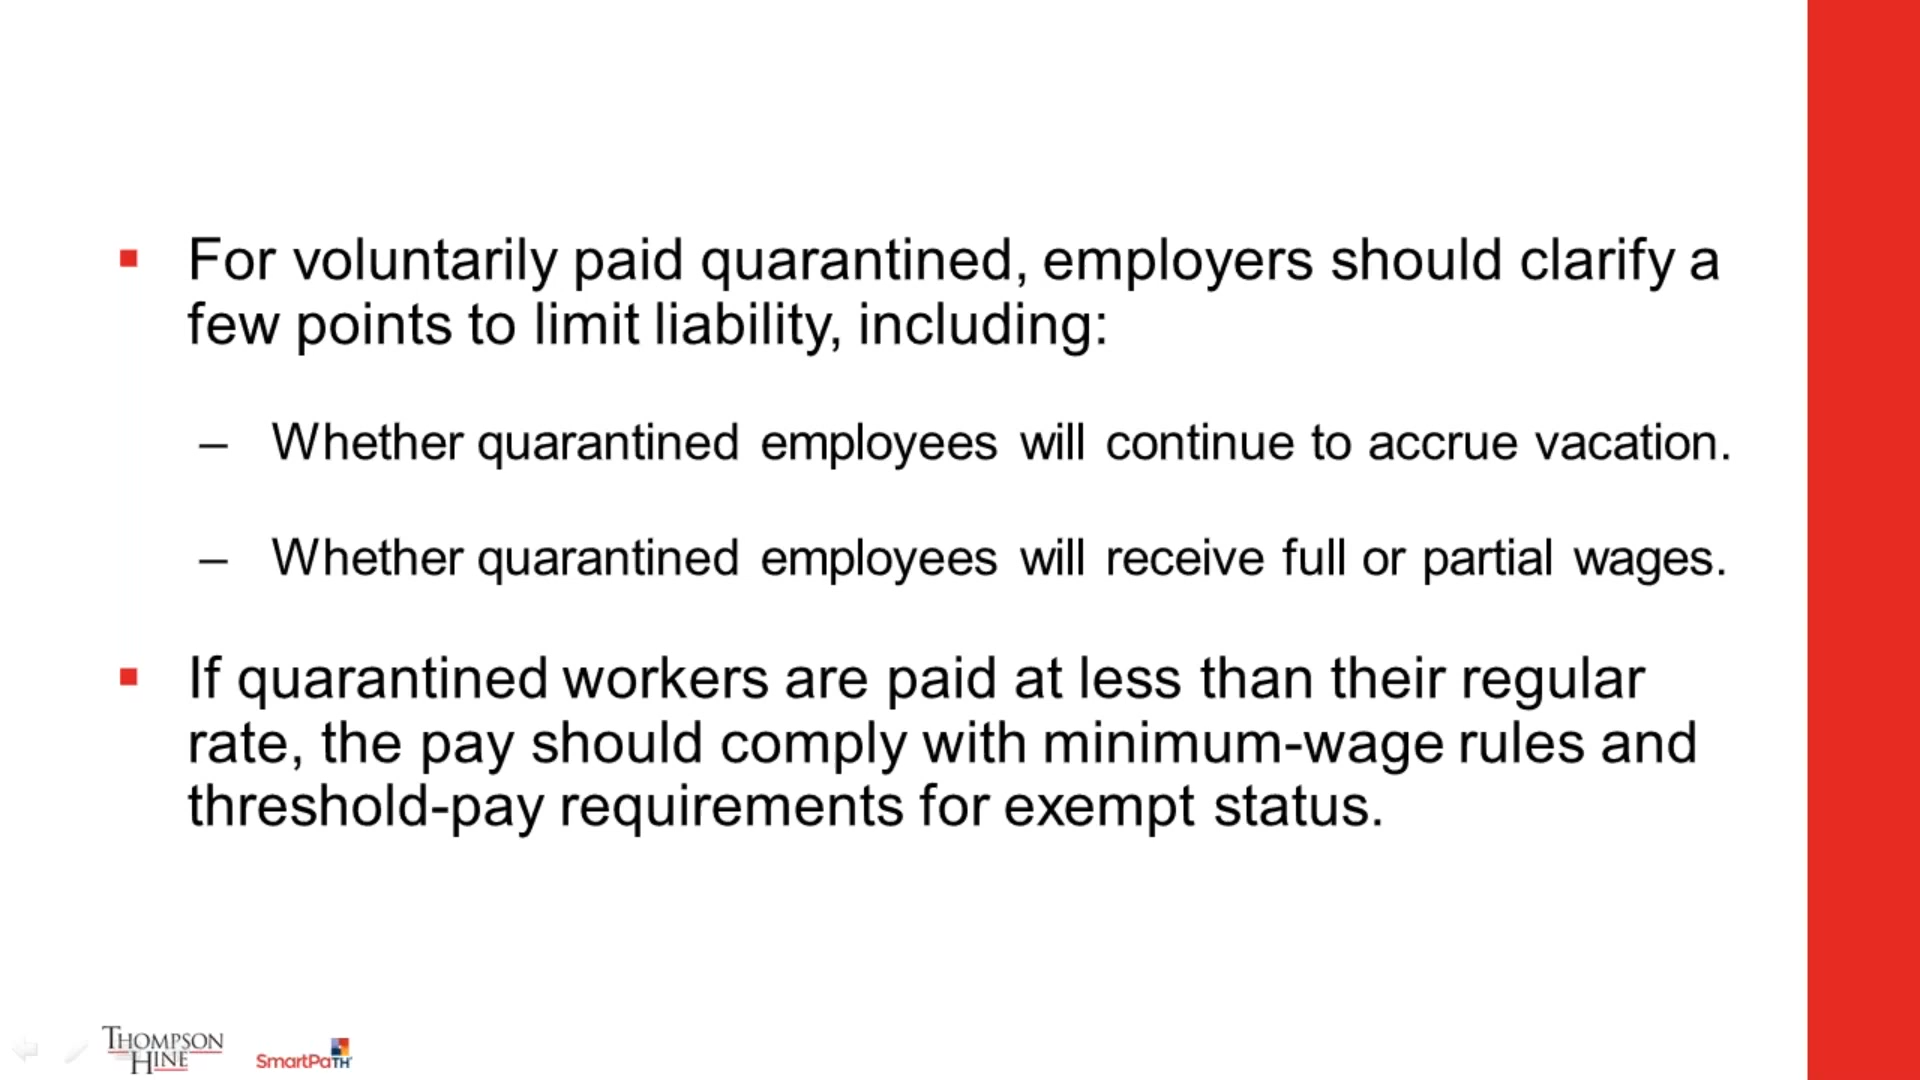 ▪ For voluntarily paid quarantined, employers should clarify a
few points to limit liability, including:
– Whether quarantined employees will continue to accrue vacation.
– Whether quarantined employees will receive full or partial wages.
▪ If quarantined workers are paid at less than their regular
rate, the pay should comply with minimum-wage rules and
threshold-pay requirements for exempt status.
THOMPSON
HINE
SmartPaTH